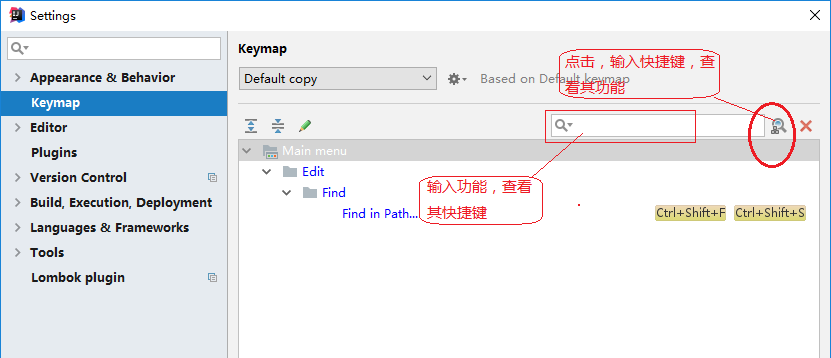 Settings
Keymap
点击，输入快捷键，查
看其功能
Default copy
Based on Default keymap
Appearance & Behavior
Keymap
Editor
Plugins
Version Control
Build, Execution, Deployment
Languages & Frameworks
Tools
Lombok plugin
Main menu
Edit
Find
输入功能，查看
其快捷键
Find in Path...
Ctrl+Shift+F
Ctrl+Shift+S